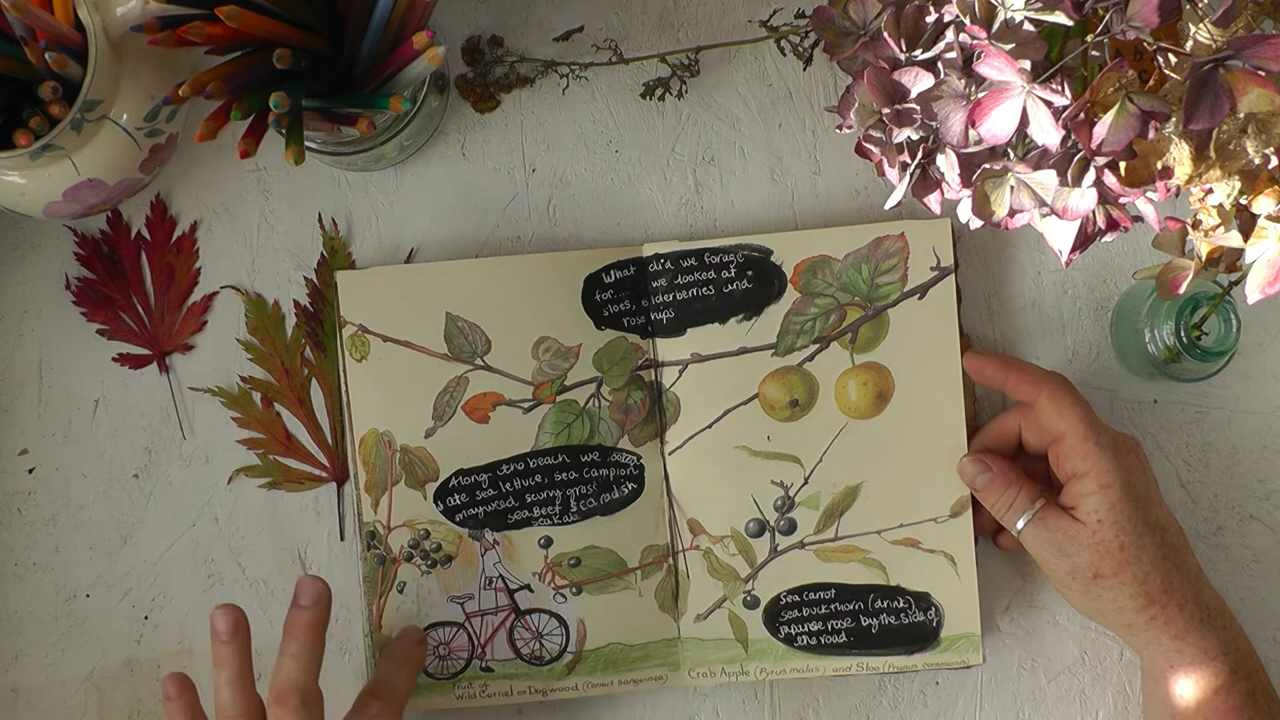 What did we forage
for.... we looked at
sloes, elderberries and
rose hips
Along the beach we
ate sea lettuce, sea campion
mayweed scurvy grass
sea Beet sea radish
sea kale
Sea carrot
sea buckthorn (drink)
japanese rose by the side of
the road.
Fruit of
Wild Cornel or Dogwood (Cornus sanguinea)
Crab Apple (Pyrus malus) and Sloe (Prunus communis)